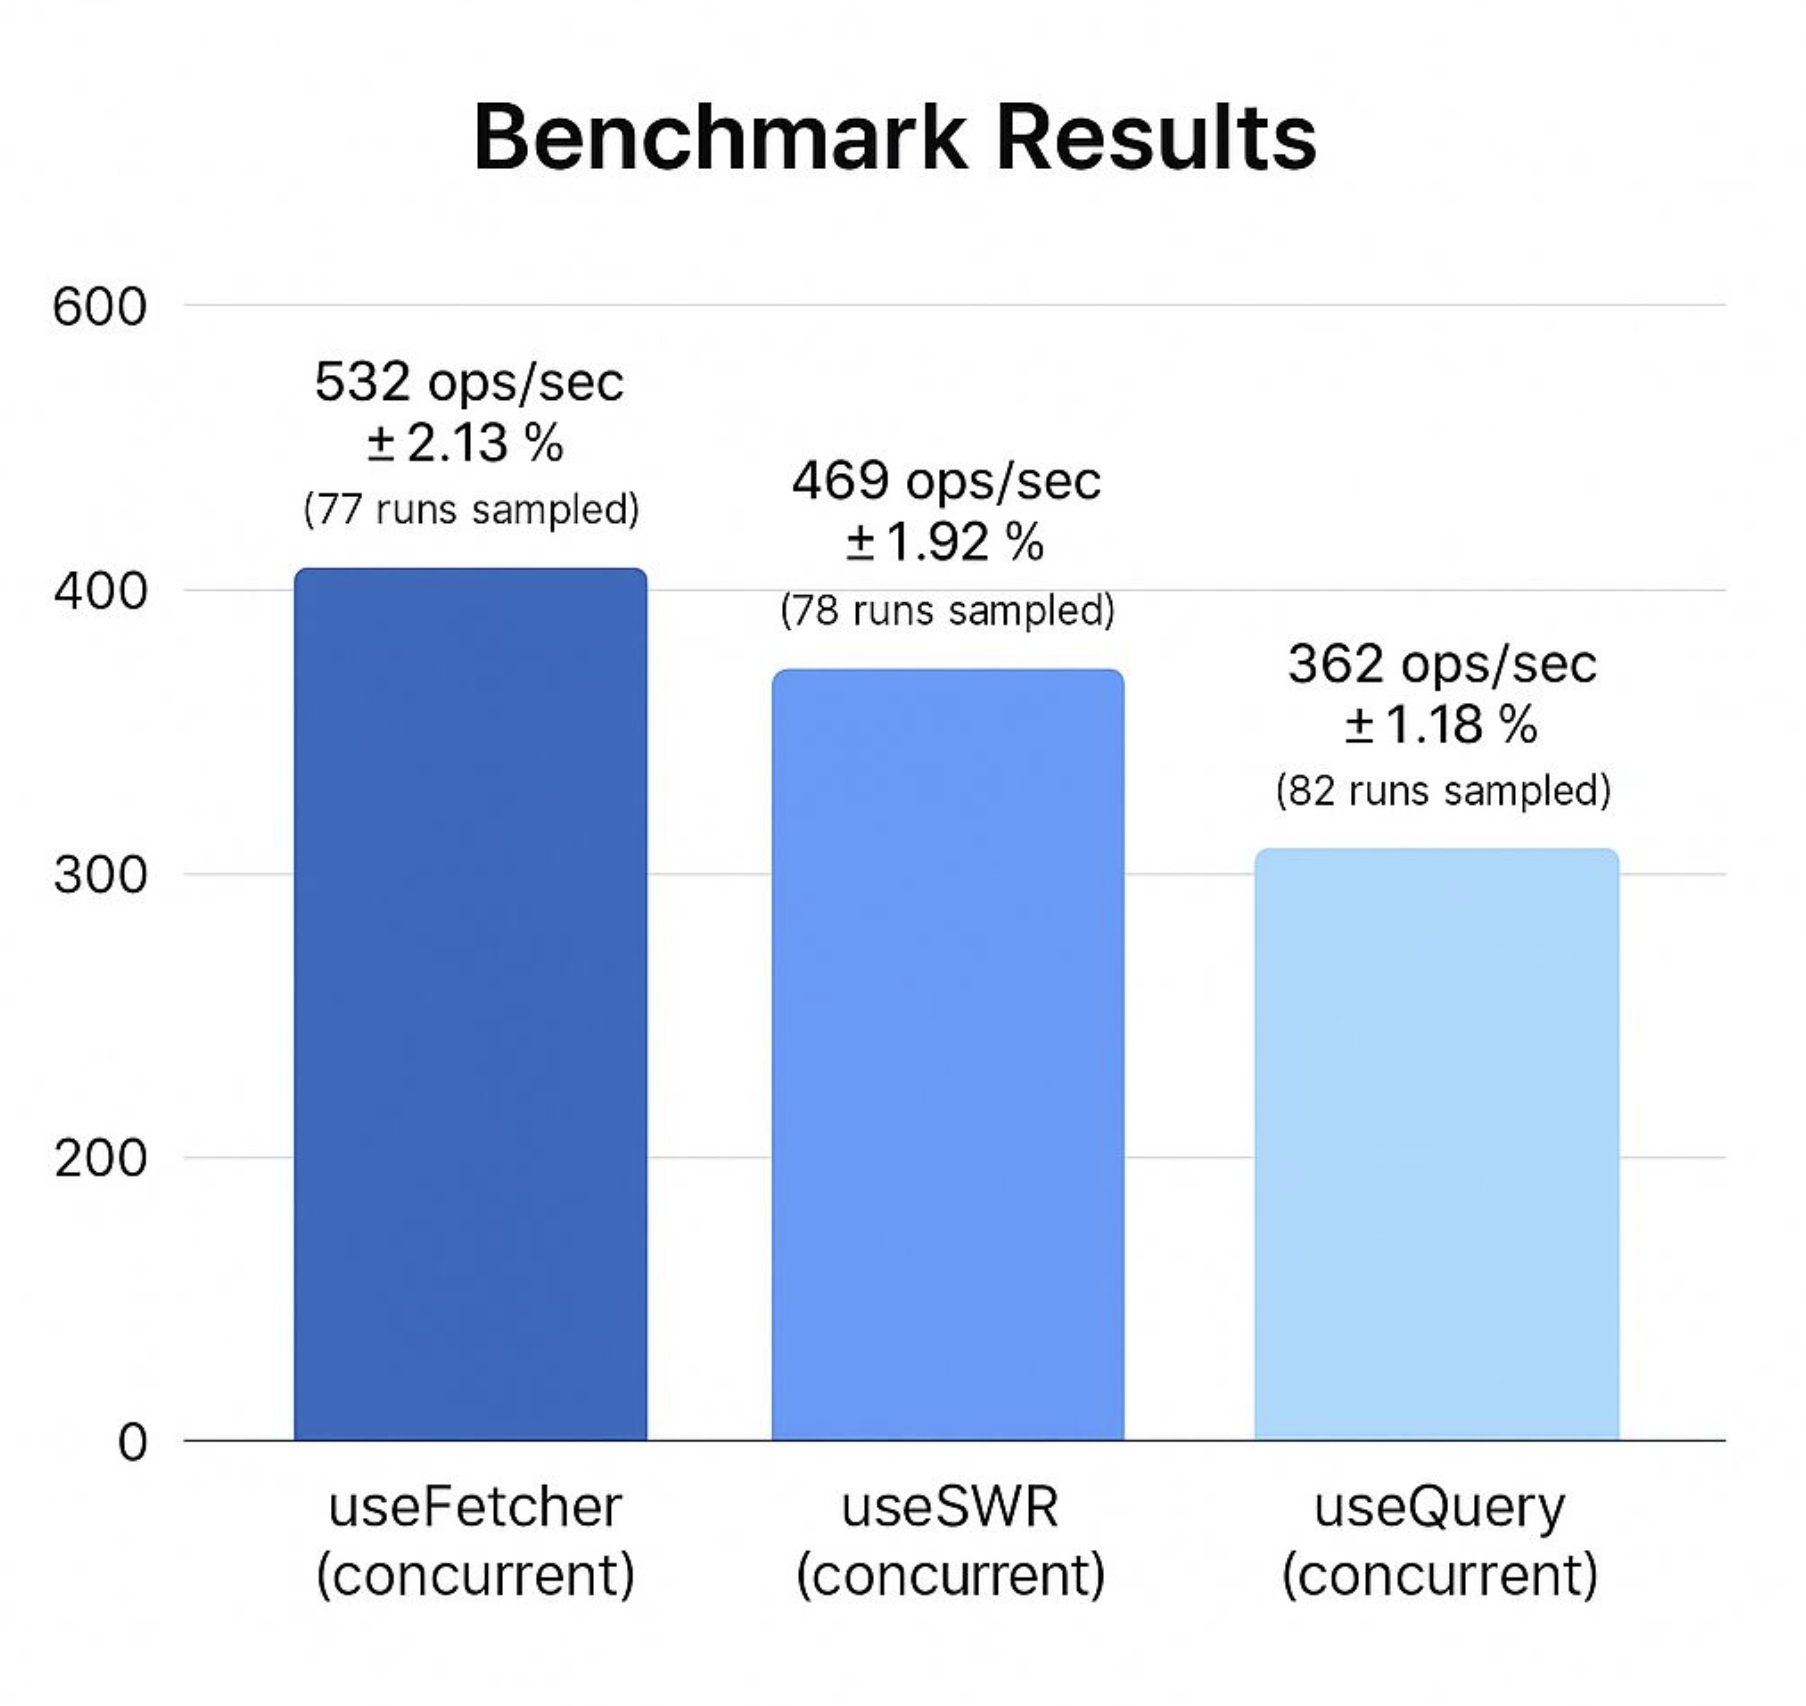 Benchmark Results
600
532 ops/sec
± 2.13 %
(77 runs sampled)
469 ops/sec
± 1.92 %
(78 runs sampled)
400
362 ops/sec
± 1.18 %
(82 runs sampled)
300
200
0
useFetcher
(concurrent)
useSWR
(concurrent)
useQuery
(concurrent)